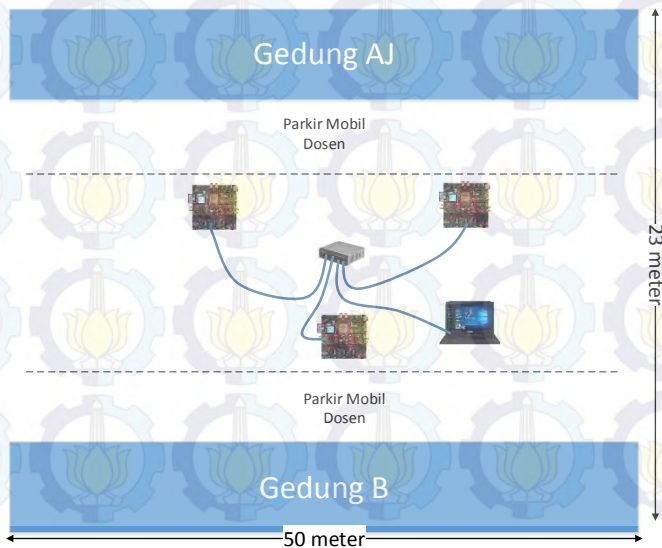 Gedung AJ
Parkir Mobil
Dosen
23 meter
Parkir Mobil
Dosen
Gedung B
50 meter